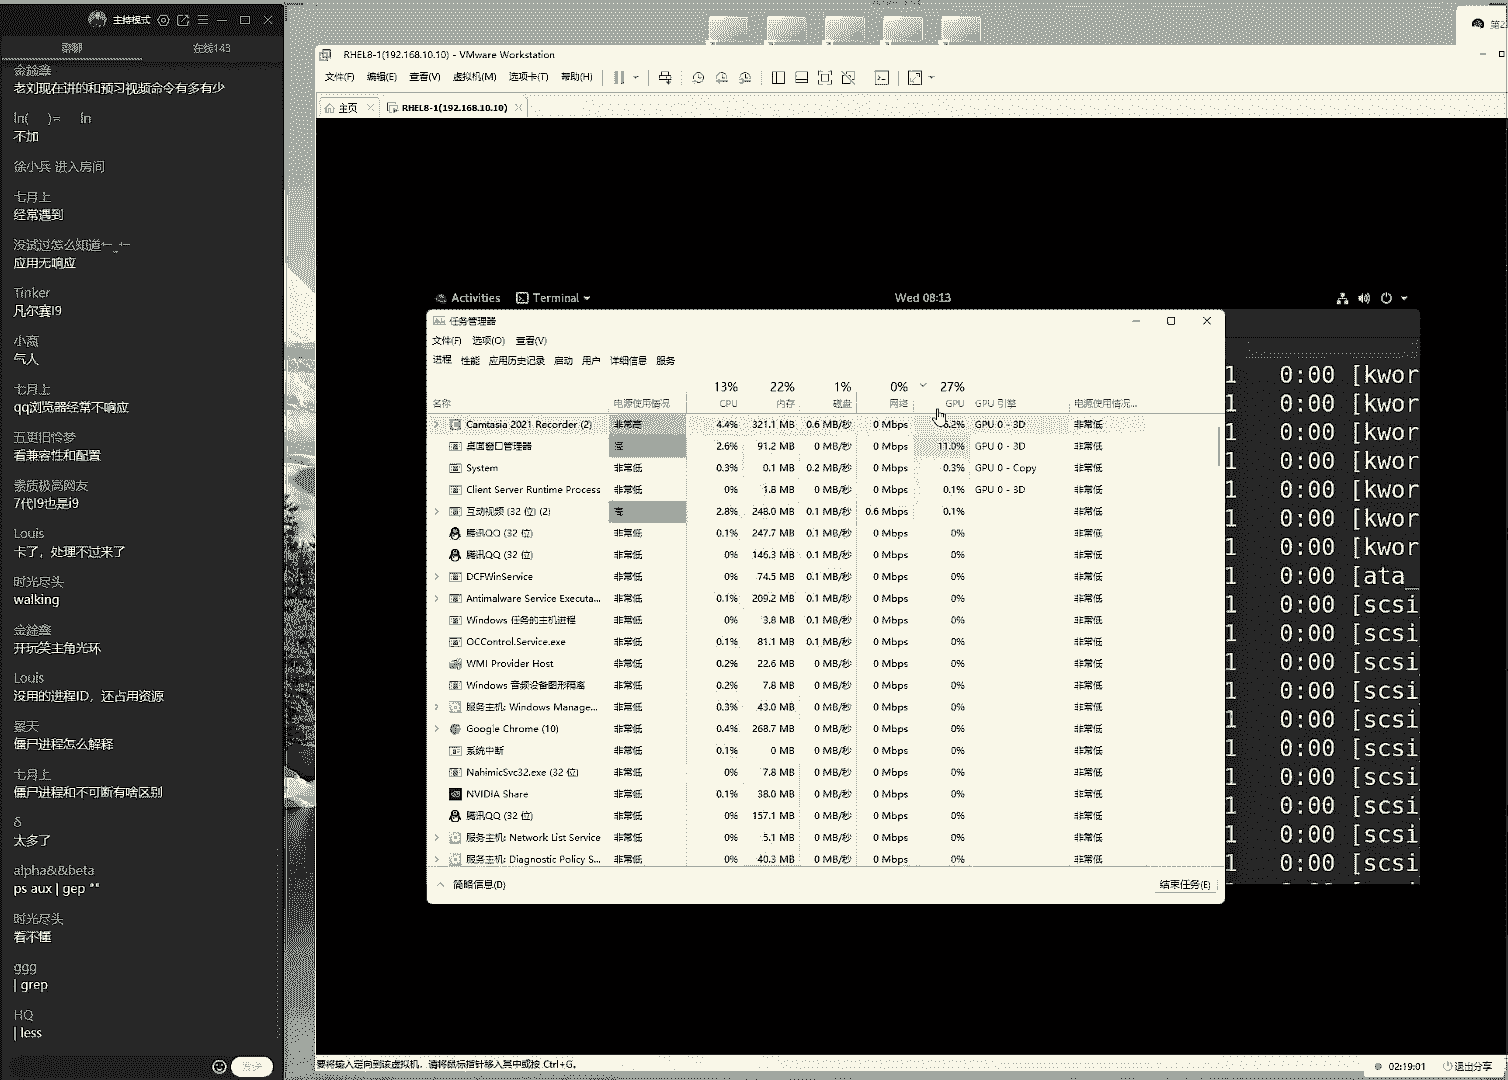 主持模式
聊聊
在线143
金鑫鑫
老刘现在讲的和预习视频命令有多有少
ln( )= ln
不加
徐小兵 进入房间
七月上
经常遇到
没试过怎么知道
应用无响应
Tinker
凡尔赛I9
小高
气人
七月上
qq浏览器经常不响应
五更旧怜梦
看兼容性和配置
素质极高网友
7代I9也是i9
Louis
卡了，处理不过来了
时光尽头
walking
金鑫鑫
开玩笑主角光环
Louis
没用的进程ID，还占用资源
夏天
僵尸进程怎么解释
七月上
僵尸进程和不可断有啥区别
δ
太多了
alpha&&beta
ps aux | gep ""
时光尽头
看不懂
ggg
| grep
HQ
| less
发送
第2
RHEL8-1(192.168.10.10) - VMware Workstation
文件(F) 编辑(E) 查看(V) 虚拟机(M) 选项卡(T) 帮助(H)
主页
RHEL8-1(192.168.10.10)
Activities
Terminal
Wed 08:13
任务管理器
文件(F) 选项(O) 查看(V)
进程 性能 应用历史记录 启动 用户 详细信息 服务
13% 22% 1% 0% 27%
名称 电源使用情况 CPU 内存 磁盘 网络 GPU GPU 引擎 电源使用情况...
Camtasia 2021 Recorder (2) 非常高 4.4% 321.1 MB 0.6 MB/秒 0 Mbps 6.2% GPU 0 - 3D 非常低
桌面窗口管理器 2.6% 91.2 MB 0 MB/秒 0 Mbps 11.0% GPU 0 - 3D 非常低
System 非常低 0.3% 0.1 MB 0.2 MB/秒 0 Mbps 0.3% GPU 0 - Copy 非常低
Client Server Runtime Process 非常低 0% 1.8 MB 0 MB/秒 0 Mbps 0.1% GPU 0 - 3D 非常低
互动视频 (32 位) (2) 高 2.8% 248.0 MB 0.1 MB/秒 0.6 Mbps 0.1% 非常低
腾讯QQ (32 位) 非常低 0.1% 247.7 MB 0.1 MB/秒 0 Mbps 0% 非常低
腾讯QQ (32 位) 非常低 0% 146.3 MB 0.1 MB/秒 0 Mbps 0% 非常低
DCFWinService 非常低 0% 74.5 MB 0.1 MB/秒 0 Mbps 0% 非常低
Antimalware Service Executa... 非常低 0.1% 209.2 MB 0.1 MB/秒 0 Mbps 0% 非常低
Windows 任务的主机进程 非常低 0% 3.8 MB 0.1 MB/秒 0 Mbps 0% 非常低
OCControl.Service.exe 非常低 0.1% 81.1 MB 0.1 MB/秒 0 Mbps 0% 非常低
WMI Provider Host 非常低 0.2% 22.6 MB 0 MB/秒 0 Mbps 0% 非常低
Windows 音频设备图形隔离 非常低 0.2% 7.8 MB 0 MB/秒 0 Mbps 0% 非常低
服务主机: Windows Manage... 非常低 0.3% 43.0 MB 0 MB/秒 0 Mbps 0% 非常低
Google Chrome (10) 非常低 0.4% 268.7 MB 0 MB/秒 0 Mbps 0% 非常低
系统中断 非常低 0.1% 0 MB 0 MB/秒 0 Mbps 0% 非常低
NahimicSvc32.exe (32 位) 非常低 0% 7.8 MB 0 MB/秒 0 Mbps 0% 非常低
NVIDIA Share 非常低 0.1% 38.0 MB 0 MB/秒 0 Mbps 0% 非常低
腾讯QQ (32 位) 非常低 0% 157.1 MB 0 MB/秒 0 Mbps 0% 非常低
服务主机: Network List Service 非常低 0% 5.1 MB 0 MB/秒 0 Mbps 0% 非常低
服务主机: Diagnostic Policy S... 非常低 0% 40.3 MB 0 MB/秒 0 Mbps 0% 非常低
简略信息(D)
结束任务(E)
1 0:00 [kwor
1 0:00 [kwor
1 0:00 [kwor
1 0:00 [kwor
1 0:00 [kwor
1 0:00 [kwor
1 0:00 [kwor
1 0:00 [ata_
1 0:00 [scsi
1 0:00 [scsi
1 0:00 [scsi
1 0:00 [scsi
1 0:00 [scsi
1 0:00 [scsi
1 0:00 [scsi
1 0:00 [scsi
1 0:00 [scsi
1 0:00 [scsi
要将输入定向到该虚拟机，请将鼠标指针移入其中或按 Ctrl+G。
02:19:01
退出分享